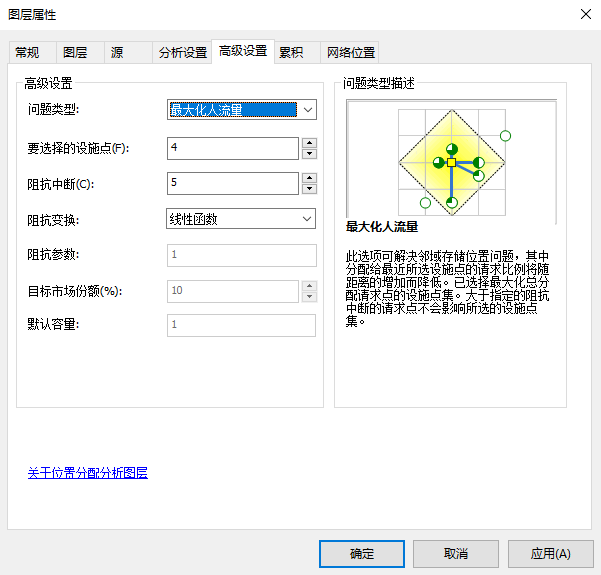 图层属性
常规 图层 源 分析设置 高级设置 累积 网络位置
高级设置
问题类型: 最大化人流量
要选择的设施点(F): 4
阻抗中断(C): 5
阻抗变换: 线性函数
阻抗参数: 1
目标市场份额(%): 10
默认容量: 1
问题类型描述
最大化人流量
此选项可解决邻域存储位置问题，其中
分配给最近所选设施点的请求比例将随
距离的增加而降低。已选择最大化总分
配请求点的设施点集。大于指定的阻抗
中断的请求点不会影响所选的设施点
集。
关于位置分配分析图层
确定 取消 应用(A)